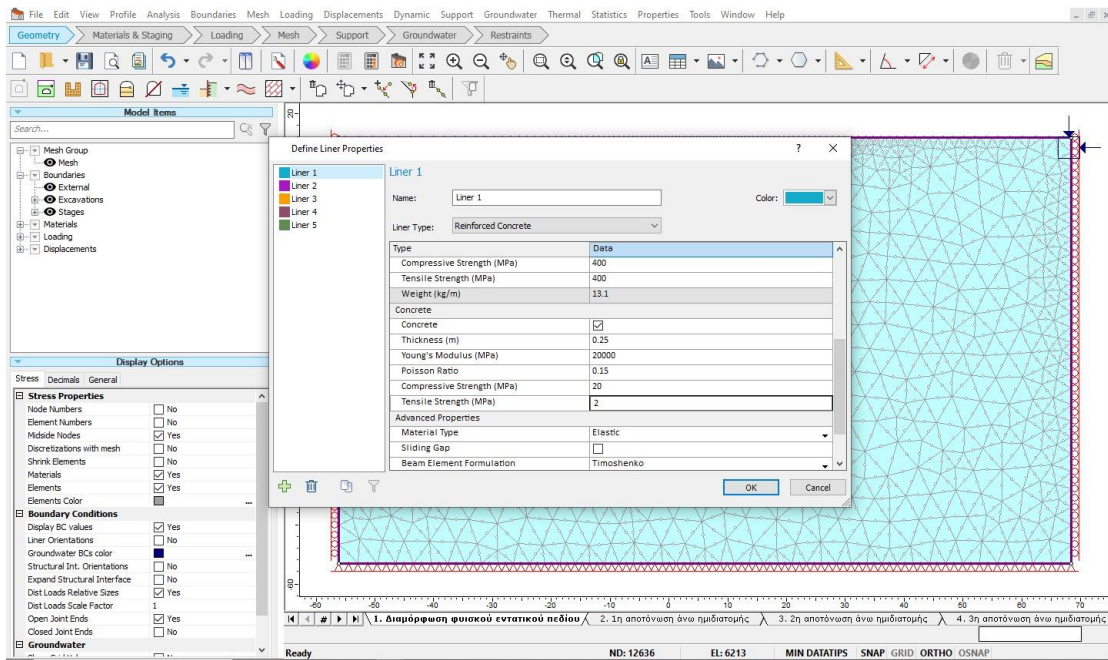 File Edit View Profile Analysis Boundaries Mesh Loading Displacements Dynamic Support Groundwater Thermal Statistics Properties Tools Window Help
Geometry Materials & Staging Loading Mesh Support Groundwater Restraints
Model Items
Search...
Mesh Group
Mesh
Boundaries
External
Excavations
Stages
Materials
Loading
Displacements
Display Options
Stress Decimals General
Stress Properties
Node Numbers No
Element Numbers No
Midside Nodes Yes
Discretizations with mesh No
Shrink Elements No
Materials Yes
Elements Yes
Elements Color ...
Boundary Conditions
Display BC values Yes
Liner Orientations No
Groundwater BCs color ...
Structural Int. Orientations No
Expand Structural Interface No
Dist Loads Relative Sizes Yes
Dist Loads Scale Factor 1
Open Joint Ends Yes
Closed Joint Ends No
Groundwater
Define Liner Properties ? X
Liner 1
Liner 2
Liner 3
Liner 4
Liner 5
Liner 1
Name: Liner 1 Color:
Liner Type: Reinforced Concrete
Type Data
Compressive Strength (MPa) 400
Tensile Strength (MPa) 400
Weight (kg/m) 13.1
Concrete
Concrete
Thickness (m) 0.25
Young's Modulus (MPa) 20000
Poisson Ratio 0.15
Compressive Strength (MPa) 20
Tensile Strength (MPa) 2
Advanced Properties
Material Type Elastic
Sliding Gap
Beam Element Formulation Timoshenko
OK Cancel
20
-60
-60 -50 -40 -30 -20 -10 0 10 20 30 40 50 60 70
1. Διαμόρφωση φυσικού εντατικού πεδίου 2. 1η αποτόνωση άνω ημιδιατομής 3. 2η αποτόνωση άνω ημιδιατομής 4. 3η αποτόνωση άνω ημιδιατομής
Ready ND: 12636 EL: 6213 MIN DATATIPS SNAP GRID ORTHO OSNAP